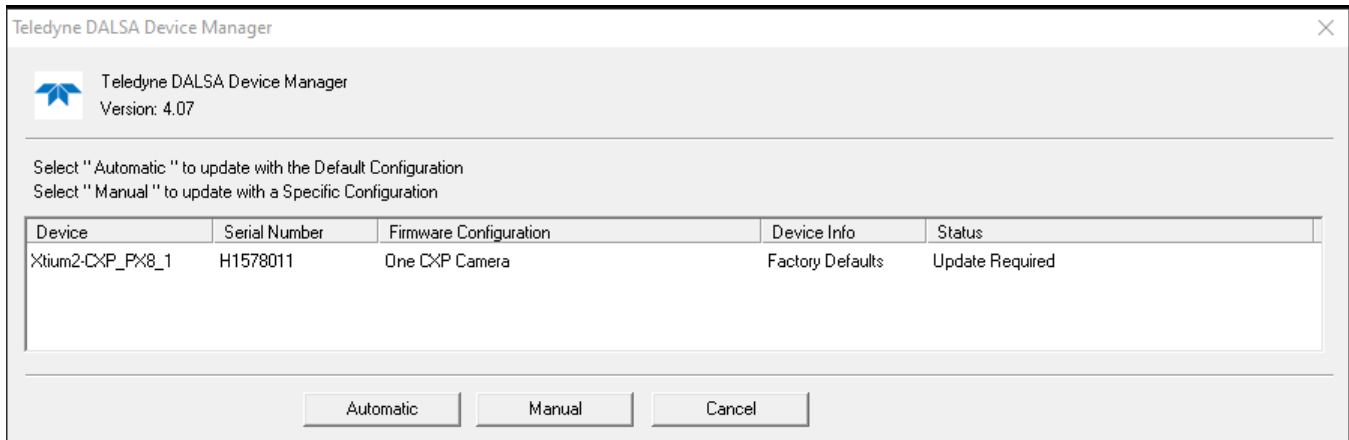 Teledyne DALSA Device Manager
Teledyne DALSA Device Manager
Version: 4.07
Select " Automatic " to update with the Default Configuration
Select " Manual " to update with a Specific Configuration
Device Serial Number Firmware Configuration Device Info Status
Xtium2-CXP_PX8_1 H1578011 One CXP Camera Factory Defaults Update Required
Automatic Manual Cancel